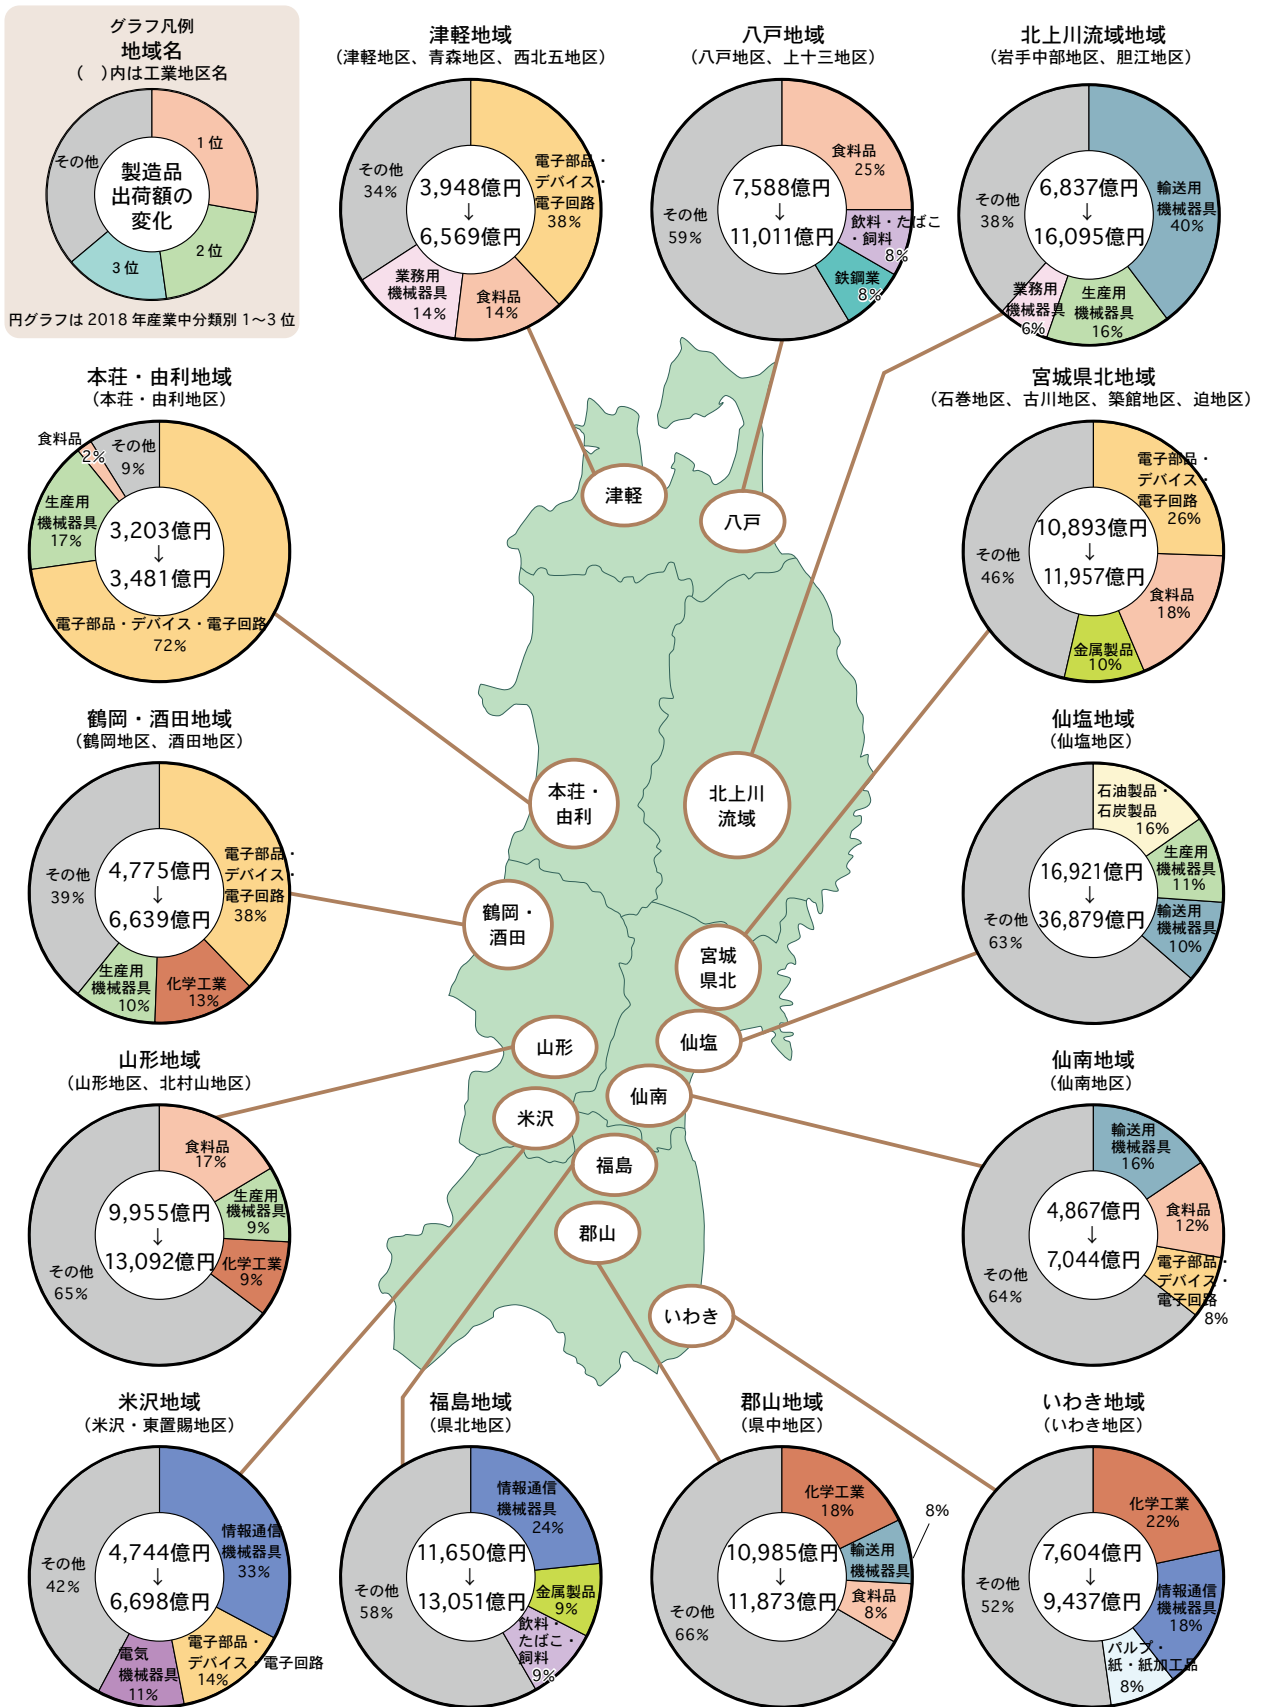 グラフ凡例
地域名
(　)内は工業地区名
1位
2位
3位
その他
製造品
出荷額の
変化
円グラフは2018年産業中分類別1〜3位
津軽地域
(津軽地区、青森地区、西北五地区)
電子部品・
デバイス・
電子回路
38%
食料品
14%
業務用
機械器具
14%
その他
34%
3,948億円
↓
6,569億円
八戸地域
(八戸地区、上十三地区)
食料品
25%
飲料・たばこ
・飼料
8%
鉄鋼業
8%
その他
59%
7,588億円
↓
11,011億円
北上川流域地域
(岩手中部地区、胆江地区)
輸送用
機械器具
40%
生産用
機械器具
16%
業務用
機械器具
6%
その他
38%
6,837億円
↓
16,095億円
本荘・由利地域
(本荘・由利地区)
電子部品・デバイス・電子回路
72%
生産用
機械器具
17%
食料品
2%
その他
9%
3,203億円
↓
3,481億円
宮城県北地域
(石巻地区、古川地区、築館地区、迫地区)
電子部品・
デバイス・
電子回路
26%
食料品
18%
金属製品
10%
その他
46%
10,893億円
↓
11,957億円
鶴岡・酒田地域
(鶴岡地区、酒田地区)
電子部品・
デバイス・
電子回路
38%
化学工業
13%
生産用
機械器具
10%
その他
39%
4,775億円
↓
6,639億円
仙塩地域
(仙塩地区)
石油製品・
石炭製品
16%
生産用
機械器具
11%
輸送用
機械器具
10%
その他
63%
16,921億円
↓
36,879億円
山形地域
(山形地区、北村山地区)
食料品
17%
生産用
機械器具
9%
化学工業
9%
その他
65%
9,955億円
↓
13,092億円
仙南地域
(仙南地区)
輸送用
機械器具
16%
食料品
12%
電子部品・
デバイス・
電子回路
8%
その他
64%
4,867億円
↓
7,044億円
津軽
八戸
本荘・
由利
北上川
流域
鶴岡・
酒田
宮城
県北
山形
仙塩
米沢
仙南
福島
郡山
いわき
米沢地域
(米沢・東置賜地区)
情報通信
機械器具
33%
電子部品・
デバイス・電子回路
14%
電気
機械器具
11%
その他
42%
4,744億円
↓
6,698億円
福島地域
(県北地区)
情報通信
機械器具
24%
金属製品
9%
飲料・
たばこ・
飼料
9%
その他
58%
11,650億円
↓
13,051億円
郡山地域
(県中地区)
化学工業
18%
輸送用
機械器具
8%
食料品
8%
その他
66%
10,985億円
↓
11,873億円
いわき地域
(いわき地区)
化学工業
22%
情報通信
機械器具
18%
パルプ・
紙・紙加工品
8%
その他
52%
7,604億円
↓
9,437億円